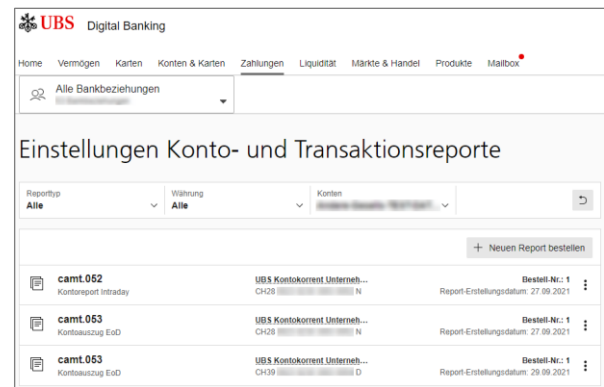 UBS Digital Banking
Home Vermögen Karten Konten & Karten Zahlungen Liquidität Märkte & Handel Produkte Mailbox
Alle Bankbeziehungen
Einstellungen Konto- und Transaktionsreporte
Reporttyp Währung Konten
Alle Alle
+ Neuen Report bestellen
camt.052 UBS Kontokorrent Unterneh... Bestell-Nr.: 1
Kontoreport Intraday CH28 N Report-Erstellungsdatum: 27.09.2021
camt.053 UBS Kontokorrent Unterneh... Bestell-Nr.: 1
Kontoauszug EoD CH28 N Report-Erstellungsdatum: 27.09.2021
camt.053 UBS Kontokorrent Unterneh... Bestell-Nr.: 1
Kontoauszug EoD CH39 D Report-Erstellungsdatum: 29.09.2021